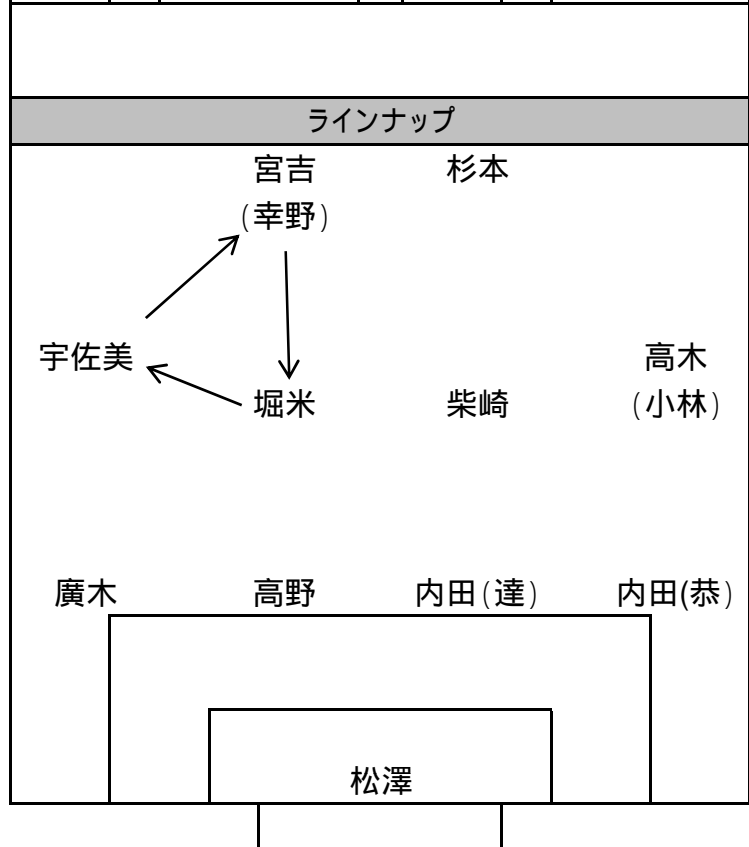 ラインナップ
宮吉 杉本
(幸野)
宇佐美 高木
堀米 柴崎 (小林)
廣木 高野 内田(達) 内田(恭)
松澤